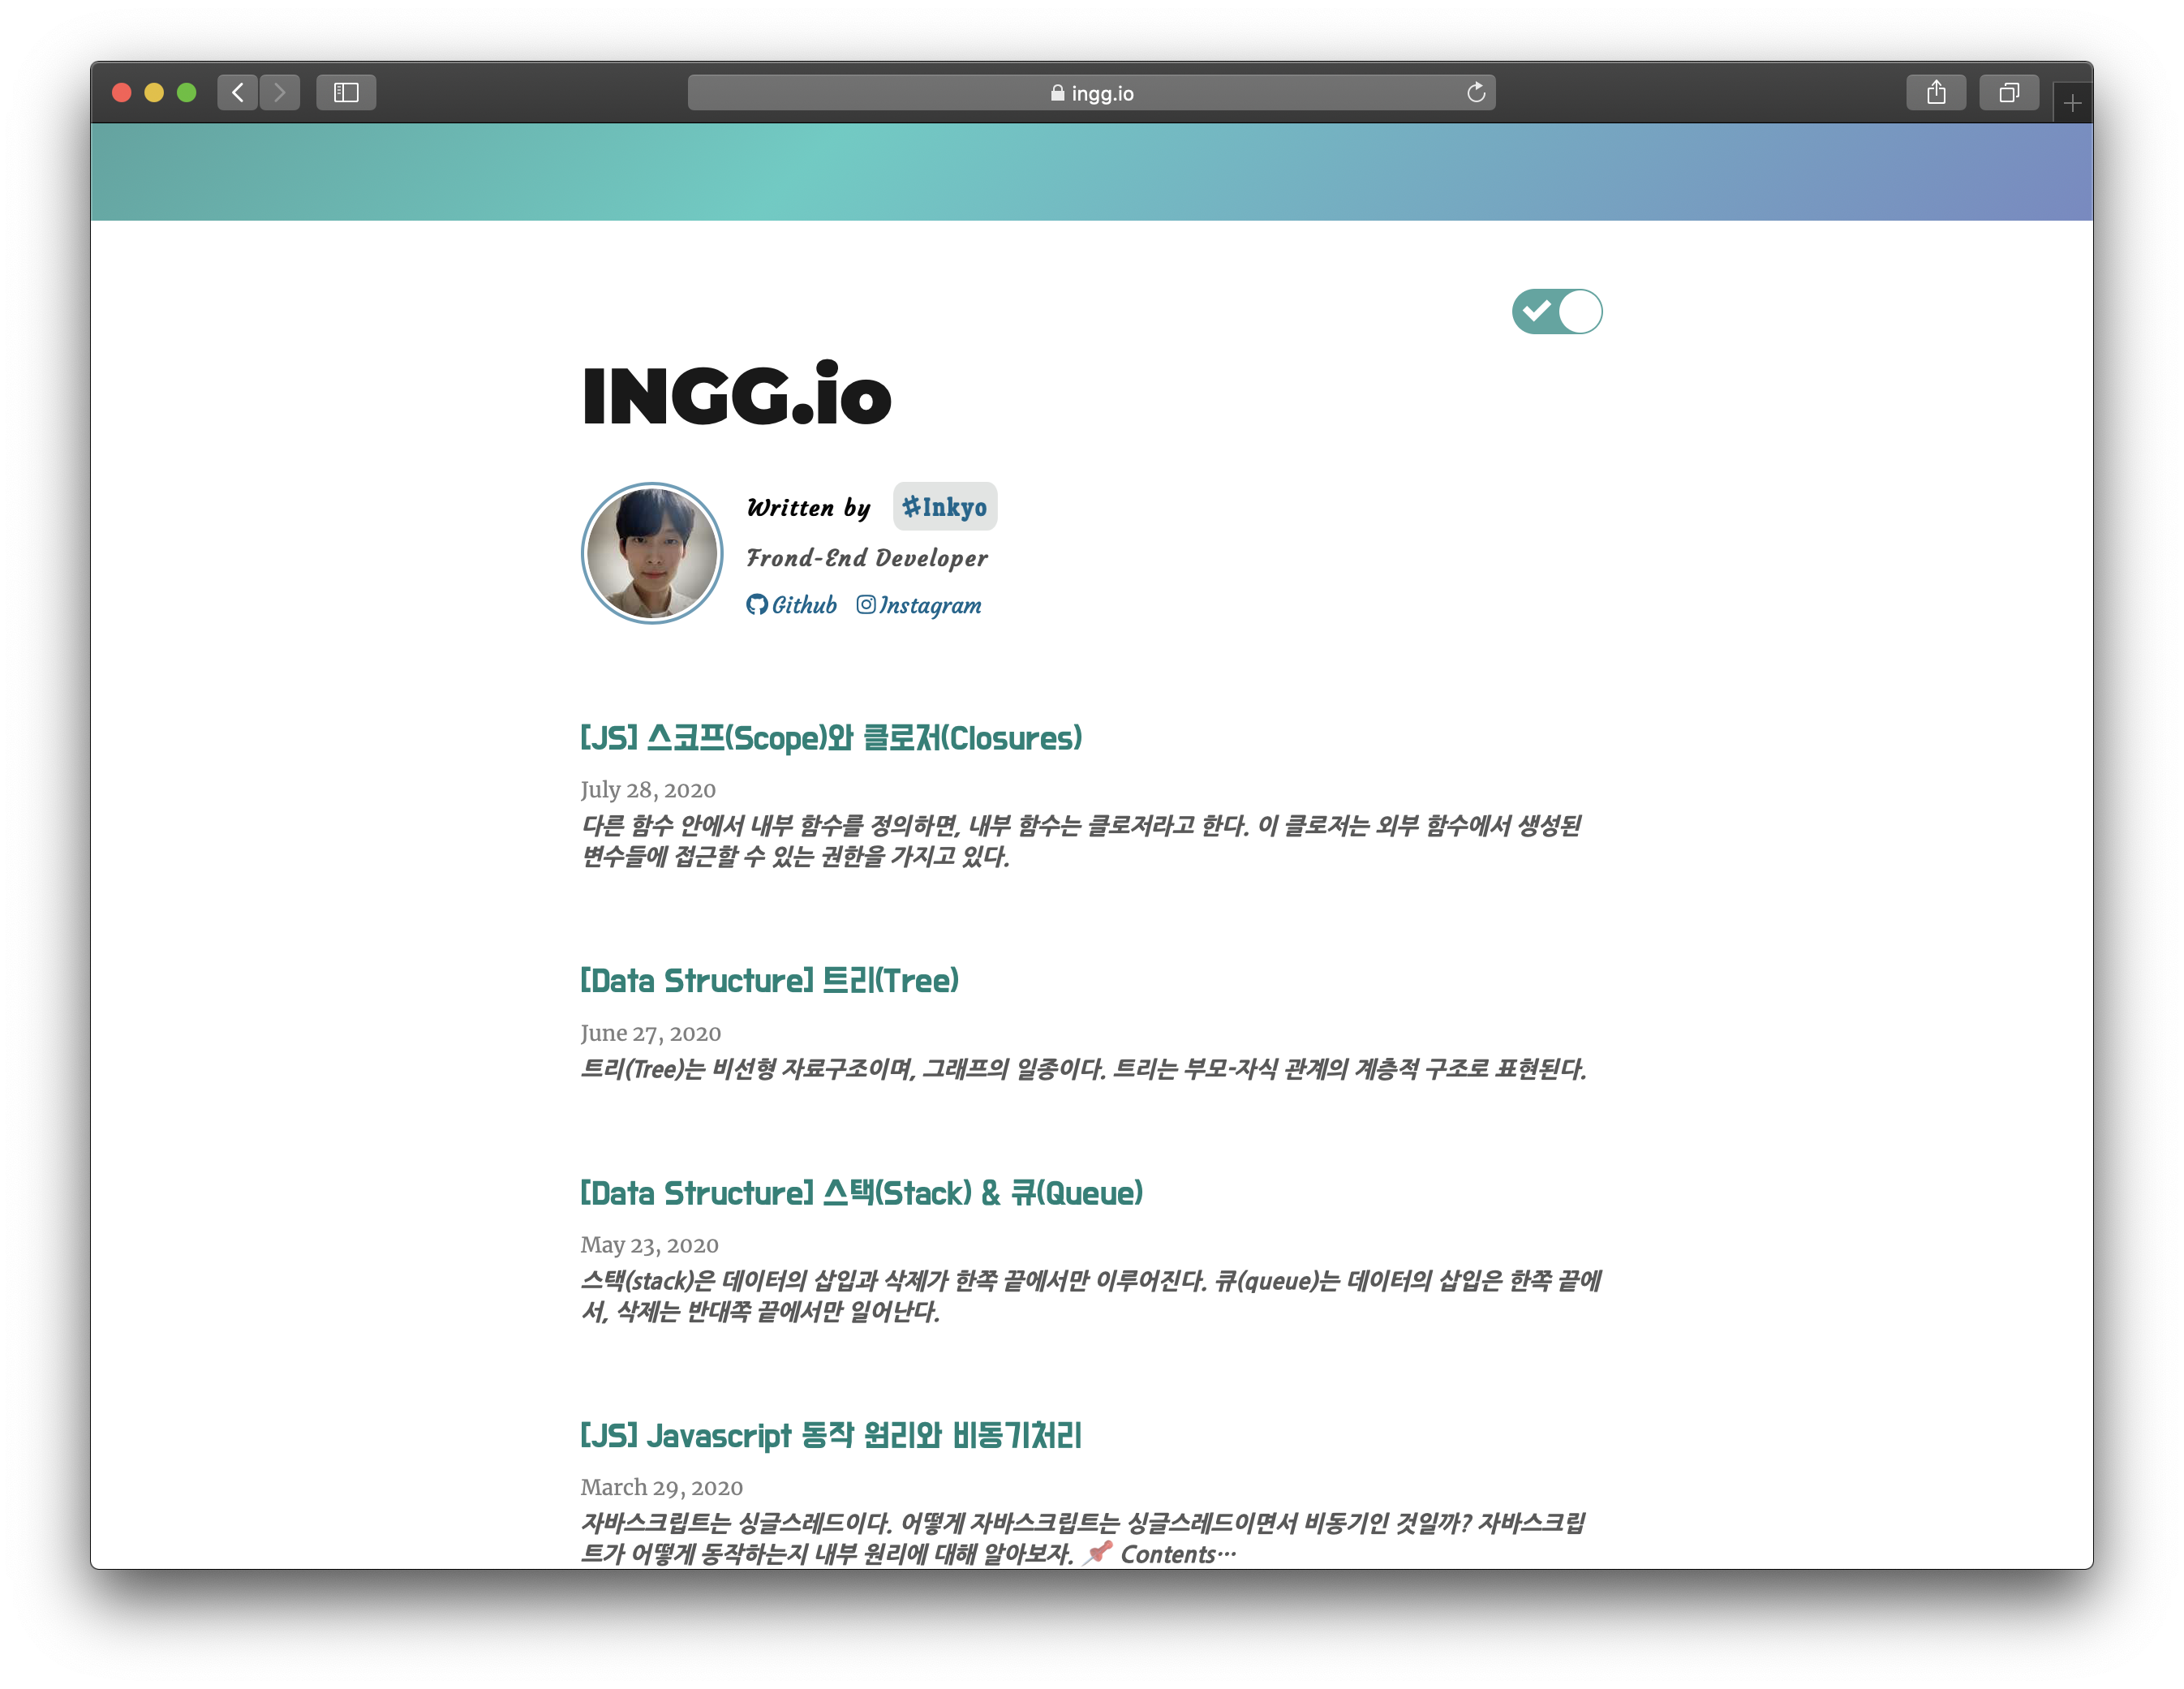 ingg.io
INGG.io
Written by #Inkyo
Frond-End Developer
Github Instagram
[JS] 스코프(Scope)와 클로저(Closures)
July 28, 2020
다른 함수 안에서 내부 함수를 정의하면, 내부 함수는 클로저라고 한다. 이 클로저는 외부 함수에서 생성된
변수들에 접근할 수 있는 권한을 가지고 있다.
[Data Structure] 트리(Tree)
June 27, 2020
트리(Tree)는 비선형 자료구조이며, 그래프의 일종이다. 트리는 부모-자식 관계의 계층적 구조로 표현된다.
[Data Structure] 스택(Stack) & 큐(Queue)
May 23, 2020
스택(stack)은 데이터의 삽입과 삭제가 한쪽 끝에서만 이루어진다. 큐(queue)는 데이터의 삽입은 한쪽 끝에
서, 삭제는 반대쪽 끝에서만 일어난다.
[JS] Javascript 동작 원리와 비동기처리
March 29, 2020
자바스크립트는 싱글스레드이다. 어떻게 자바스크립트는 싱글스레드이면서 비동기인 것일까? 자바스크립
트가 어떻게 동작하는지 내부 원리에 대해 알아보자. 📌 Contents…